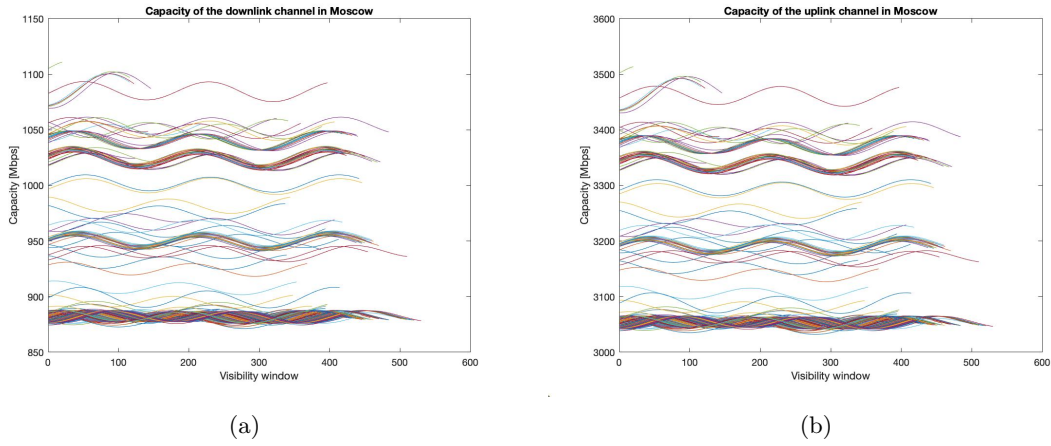 Capacity of the downlink channel in Moscow
1150
1100
1050
1000
950
900
850
Capacity [Mbps]
0 100 200 300 400 500 600
Visibility window
(a)
Capacity of the uplink channel in Moscow
3600
3500
3400
3300
3200
3100
3000
Capacity [Mbps]
0 100 200 300 400 500 600
Visibility window
(b)